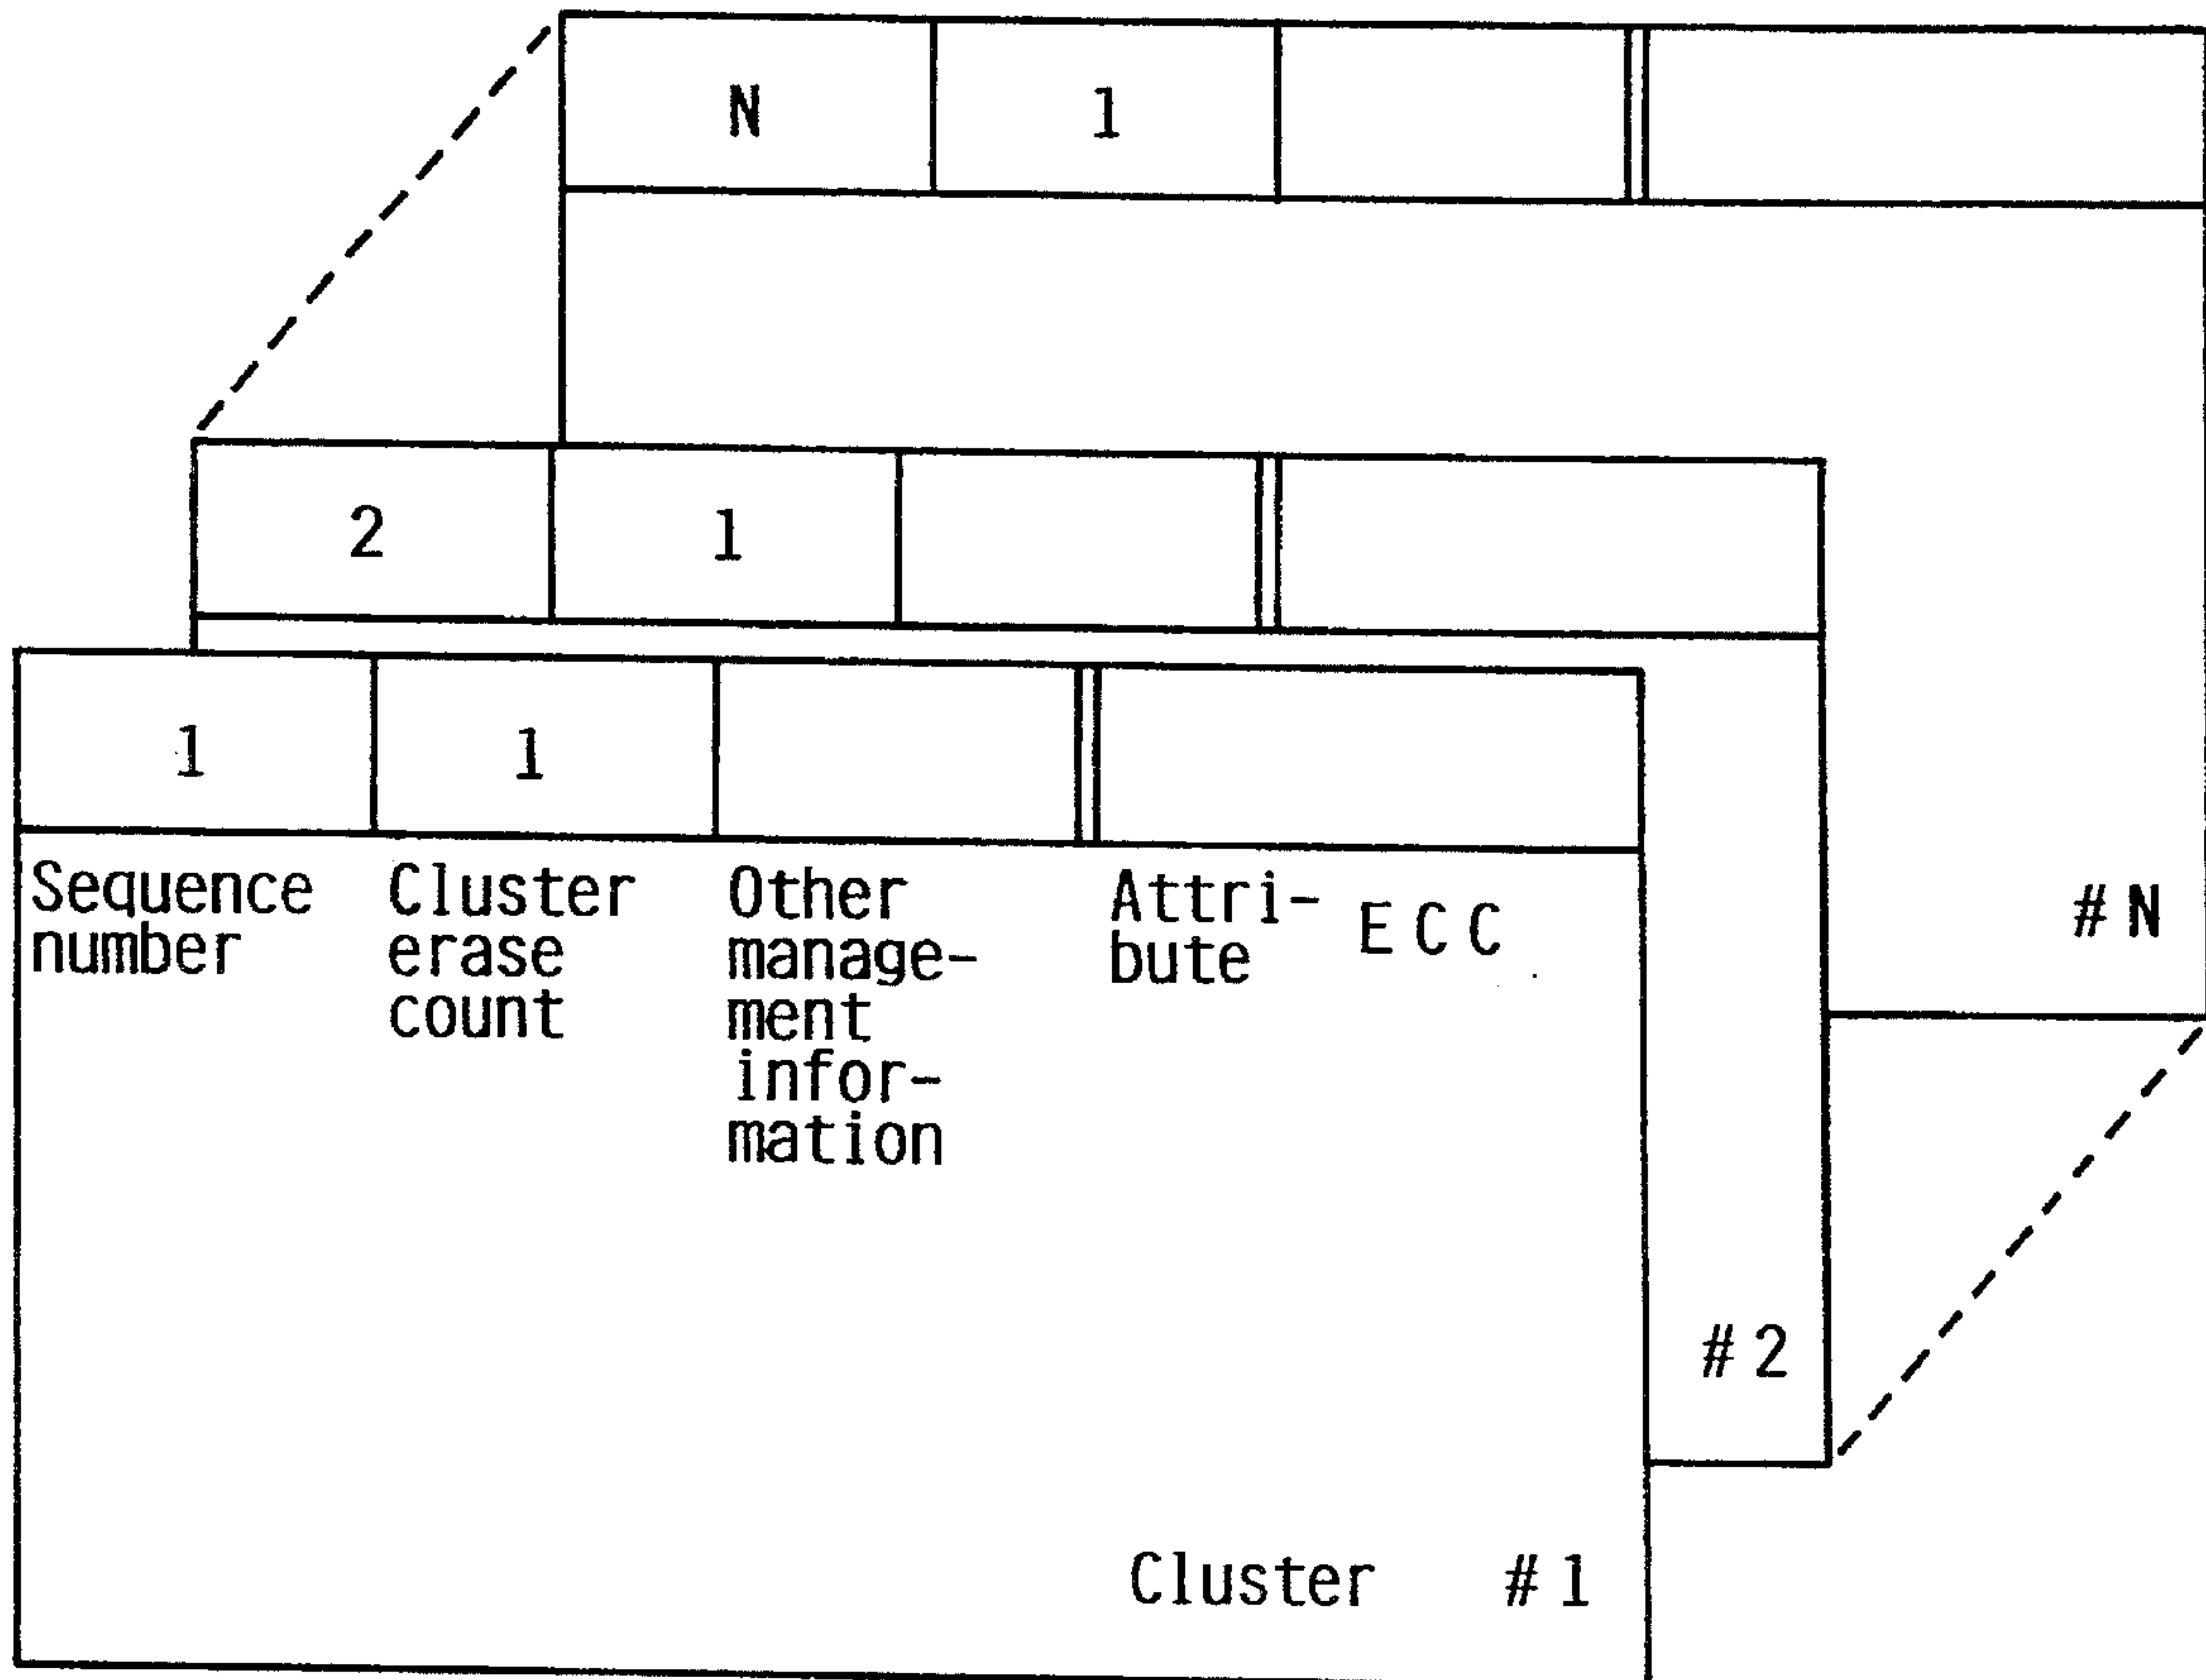 N 1
2 1
1 1
Sequence number
Cluster erase count
Other manage-
ment
infor-
mation
Attri-
bute
ECC
#N
#2
Cluster #1